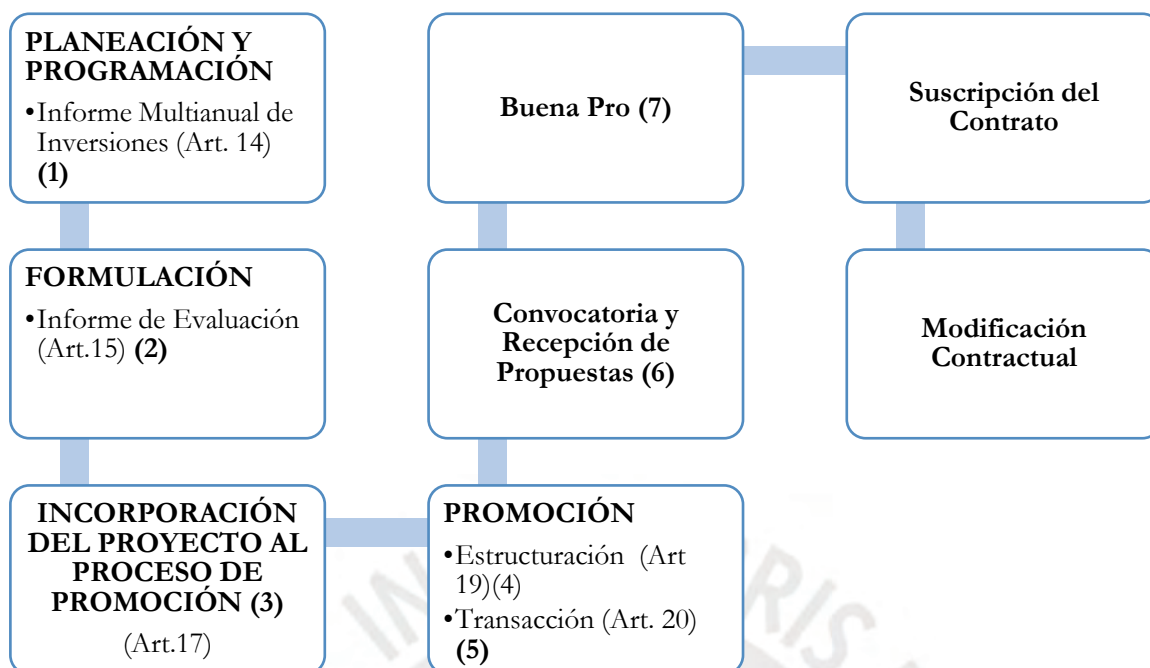 PLANEACIÓN Y
PROGRAMACIÓN
•Informe Multianual de
Inversiones (Art. 14)
(1)
FORMULACIÓN
•Informe de Evaluación
(Art.15) (2)
INCORPORACIÓN
DEL PROYECTO AL
PROCESO DE
PROMOCIÓN (3)
(Art.17)
PROMOCIÓN
•Estructuración (Art
19)(4)
•Transacción (Art. 20)
(5)
Convocatoria y
Recepción de
Propuestas (6)
Buena Pro (7)
Suscripción del
Contrato
Modificación
Contractual